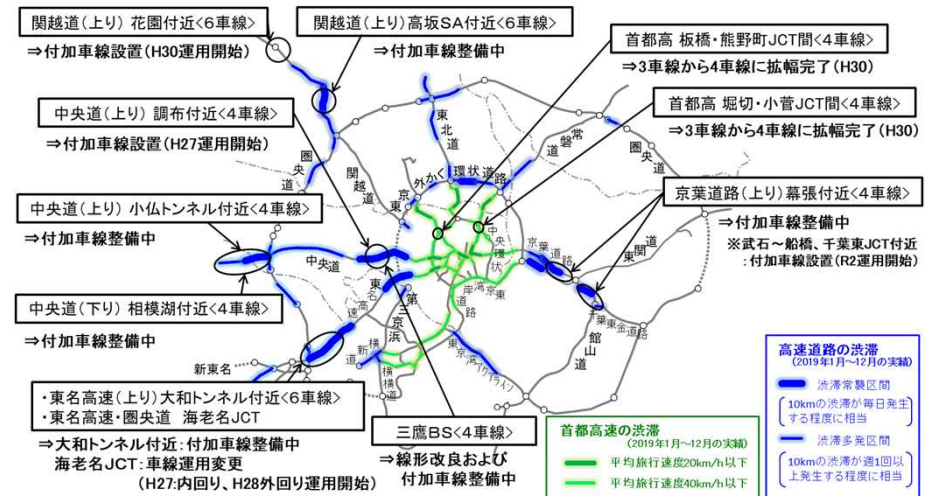 関越道(上り) 花園付近<6車線>
⇒付加車線設置(H30運用開始)
関越道(上り)高坂SA付近<6車線>
⇒付加車線整備中
首都高 板橋・熊野町JCT間<4車線>
⇒3車線から4車線に拡幅完了(H30)
中央道(上り) 調布付近<4車線>
⇒付加車線設置(H27運用開始)
首都高 堀切・小菅JCT間<4車線>
⇒3車線から4車線に拡幅完了(H30)
中央道(上り) 小仏トンネル付近<4車線>
⇒付加車線整備中
京葉道路(上り)幕張付近<4車線>
⇒付加車線整備中
※武石~船橋、千葉東JCT付近
:付加車線設置(R2運用開始)
中央道(下り) 相模湖付近<4車線>
⇒付加車線整備中
・東名高速(上り)大和トンネル付近<6車線>
・東名高速・圏央道 海老名JCT
⇒大和トンネル付近:付加車線整備中
海老名JCT:車線運用変更
(H27:内回り、H28外回り運用開始)
三鷹BS<4車線>
⇒線形改良および
付加車線整備中
圏央道
関越道
東北道
常磐道
圏央道
外かく環状道路
京東
中央環状
中央道
東名高速
第三京浜
京葉道路
東関道
湾岸道路
東京
千葉東金道路
館山道
東京湾アクアライン
新東名
新横
横横道
道
首都高速の渋滞
(2019年1月~12月の実績)
平均旅行速度20km/h以下
平均旅行速度40km/h以下
高速道路の渋滞
(2019年1月~12月の実績)
渋滞常襲区間
10kmの渋滞が毎日発生
する程度に相当
渋滞多発区間
10kmの渋滞が週1回以
上発生する程度に相当